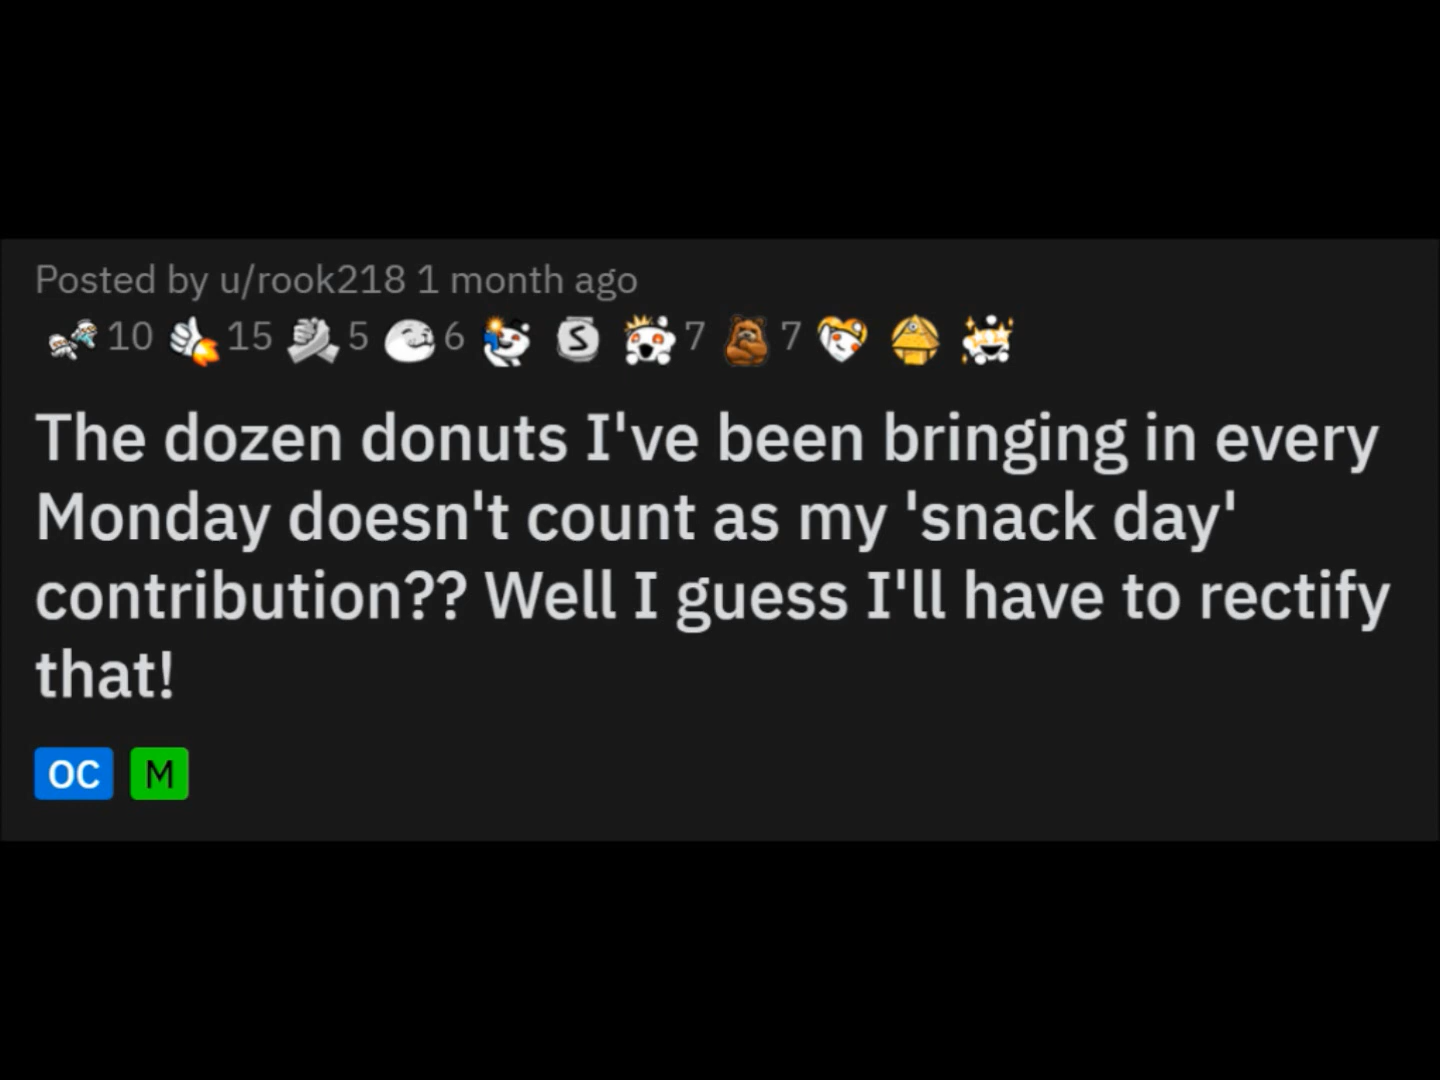 Posted by u/rook218 1 month ago
10 15 5 6 S 7 7
The dozen donuts I've been bringing in every
Monday doesn't count as my 'snack day'
contribution?? Well I guess I'll have to rectify
that!
OC M